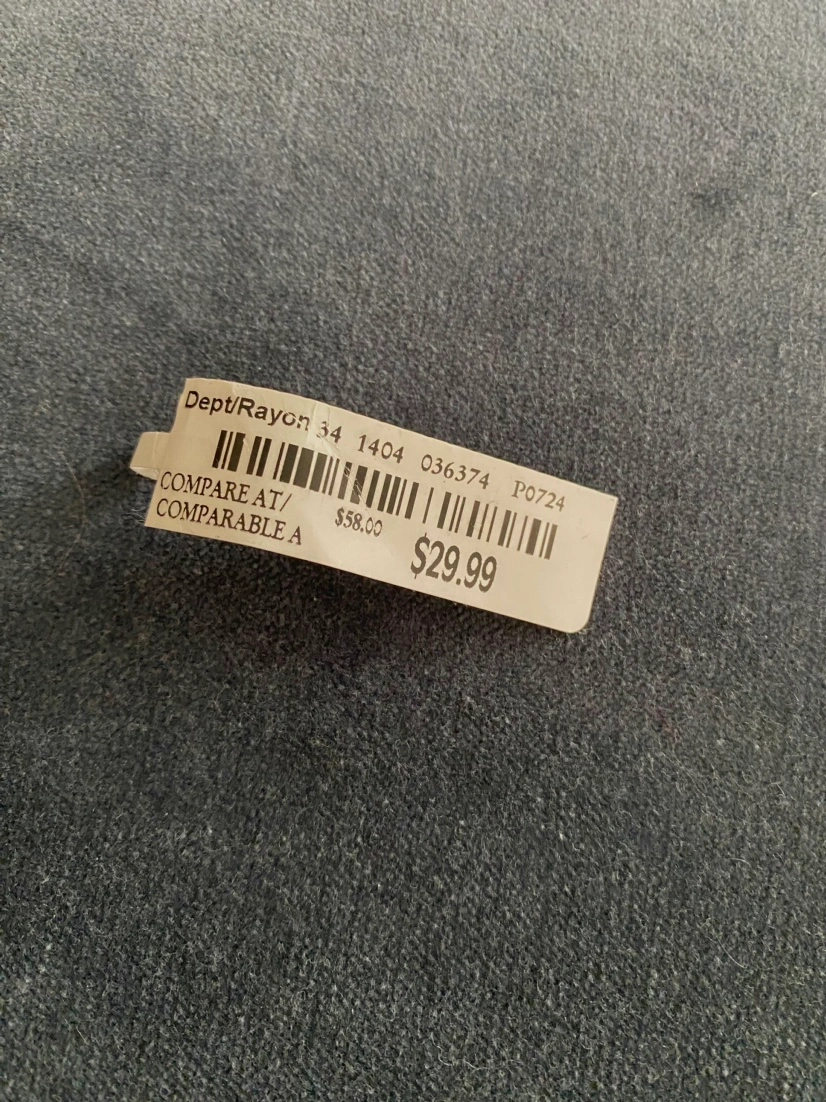 Dept/Rayon 34 1404 036374 P0724
COMPARE AT/
COMPARABLE A
$58.00
$29.99